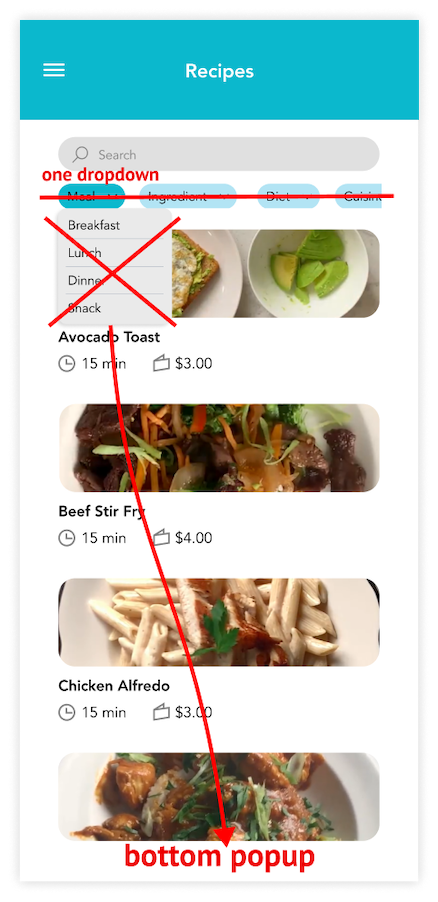 Recipes
Search
one dropdown
Meal Ingredient Diet Cuisin
Breakfast
Lunch
Dinner
Snack
Avocado Toast
15 min $3.00
Beef Stir Fry
15 min $4.00
Chicken Alfredo
15 min $3.00
bottom popup